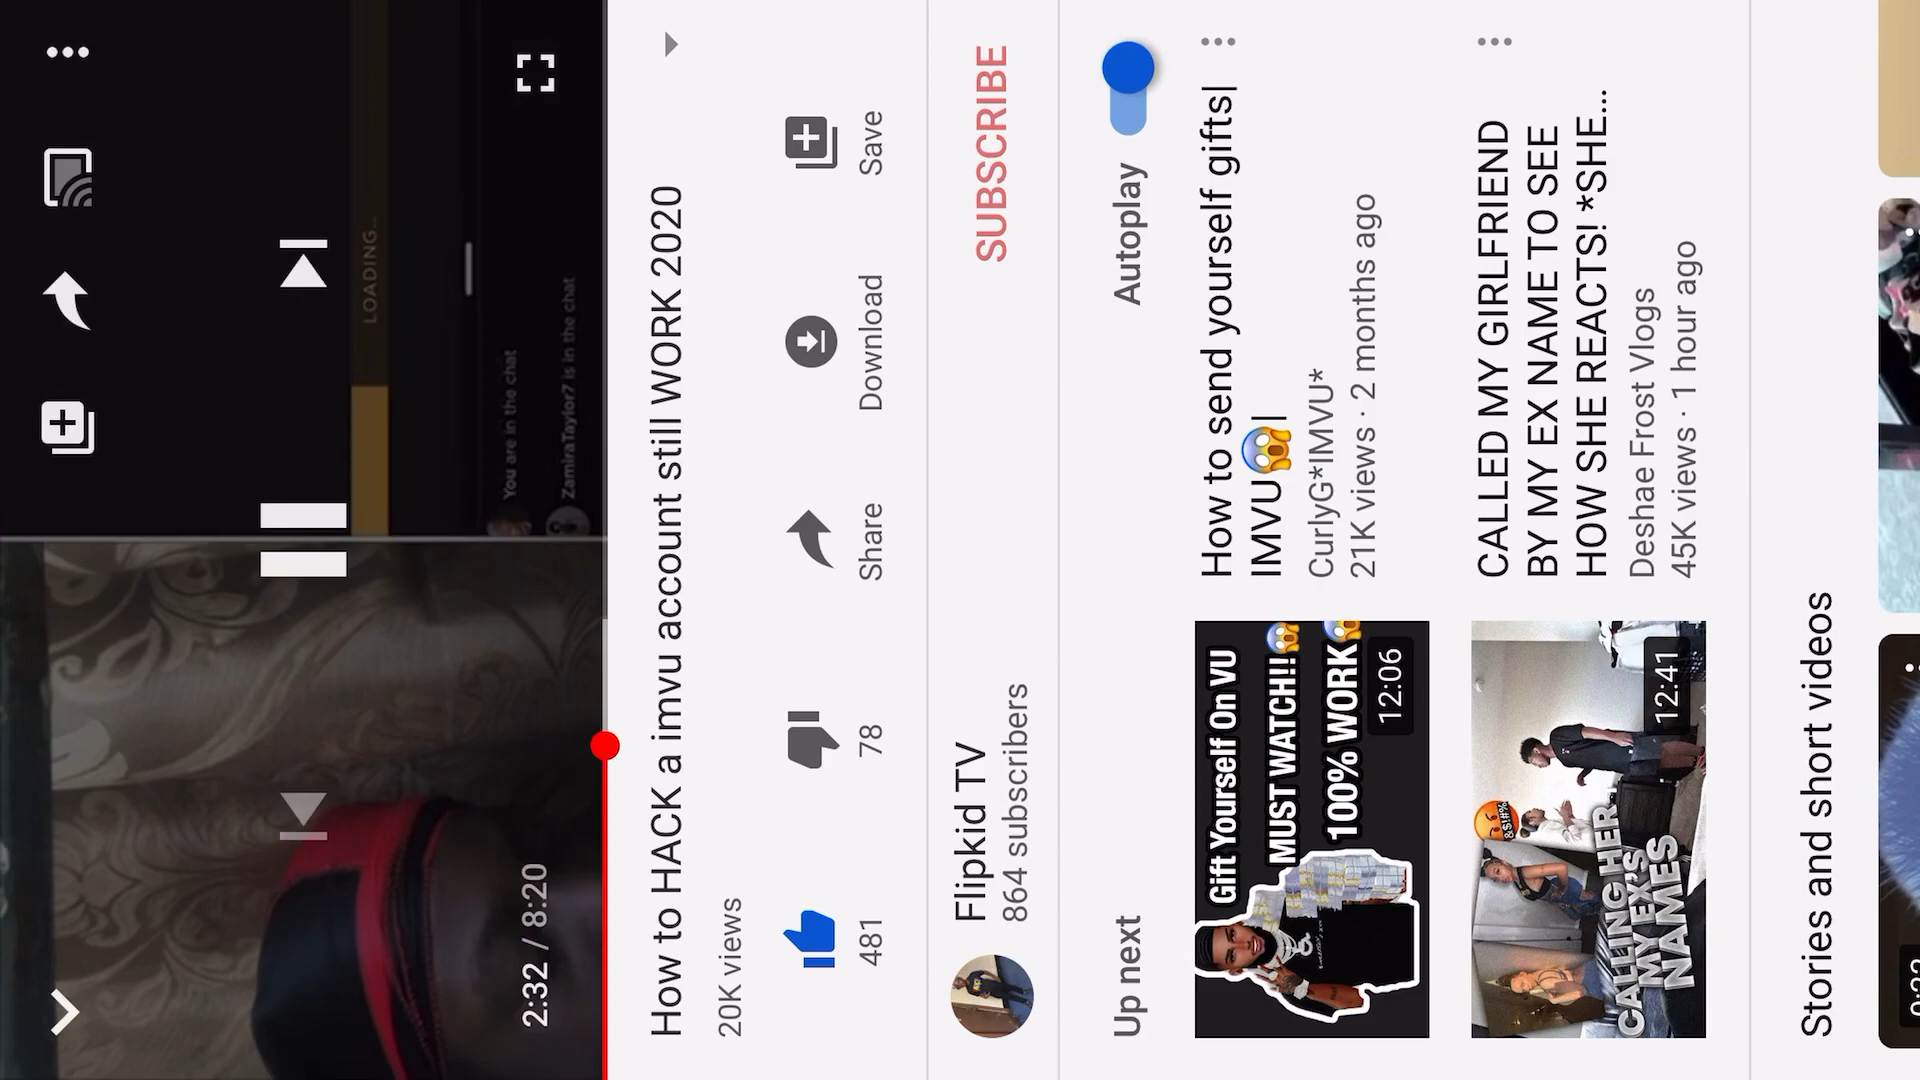 LOADING...
You are in the chat
ZamiraTaylor7 is in the chat
2:32 / 8:20
How to HACK a imvu account still WORK 2020
20K views
481
78
Share
Download
Save
Flipkid TV
864 subscribers
SUBSCRIBE
Up next
Autoplay
Gift Yourself On VU
MUST WATCH!!😱
100% WORK😱
12:06
How to send yourself gifts|
IMVU😱|
CurlyG*IMVU*
21K views · 2 months ago
&$!#%
CALLING HER
MY EX'S
NAMES
12:41
CALLED MY GIRLFRIEND
BY MY EX NAME TO SEE
HOW SHE REACTS! *SHE...
Deshae Frost Vlogs
45K views · 1 hour ago
Stories and short videos